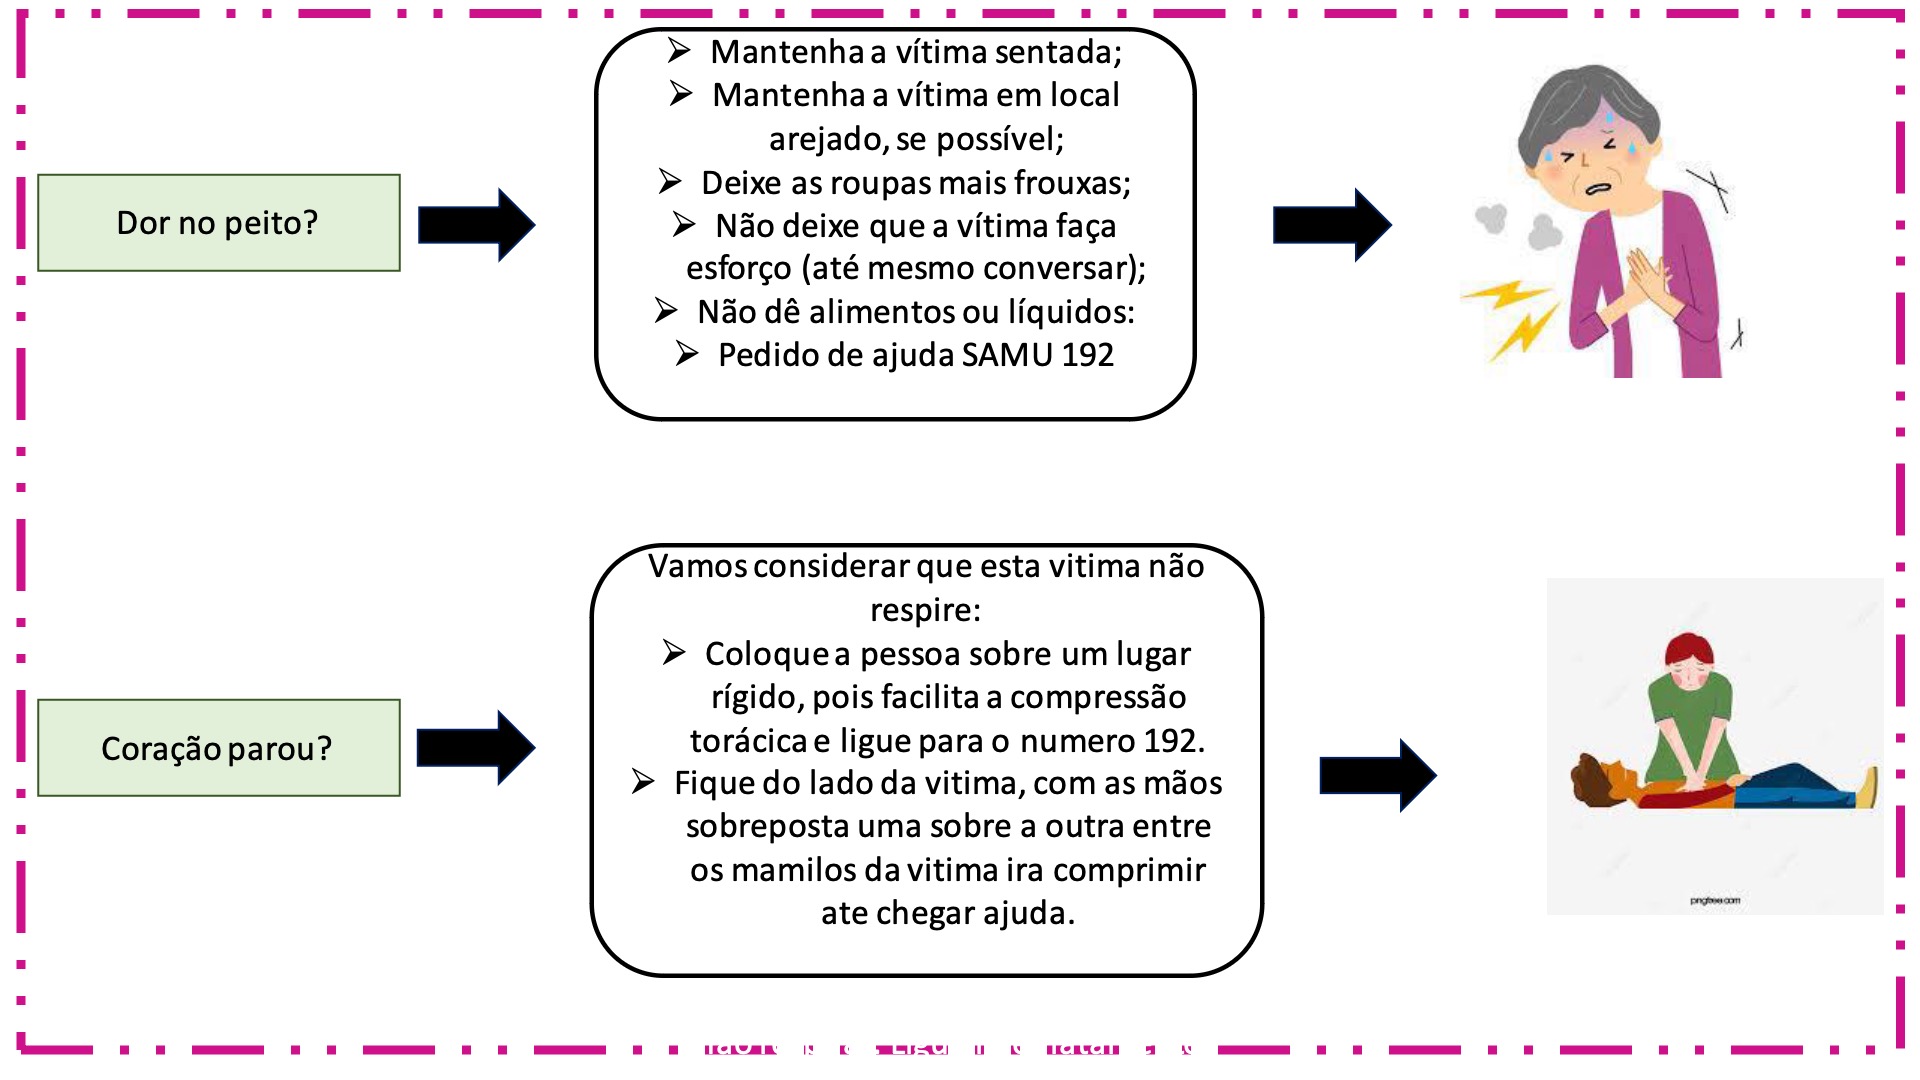 Dor no peito?
➢ Mantenha a vítima sentada;
➢ Mantenha a vítima em local
arejado, se possível;
➢ Deixe as roupas mais frouxas;
➢ Não deixe que a vítima faça
esforço (até mesmo conversar);
➢ Não dê alimentos ou líquidos:
➢ Pedido de ajuda SAMU 192
Coração parou?
Vamos considerar que esta vitima não
respire:
➢ Coloque a pessoa sobre um lugar
rígido, pois facilita a compressão
torácica e ligue para o numero 192.
➢ Fique do lado da vitima, com as mãos
sobreposta uma sobre a outra entre
os mamilos da vitima ira comprimir
ate chegar ajuda.
pngtree.com